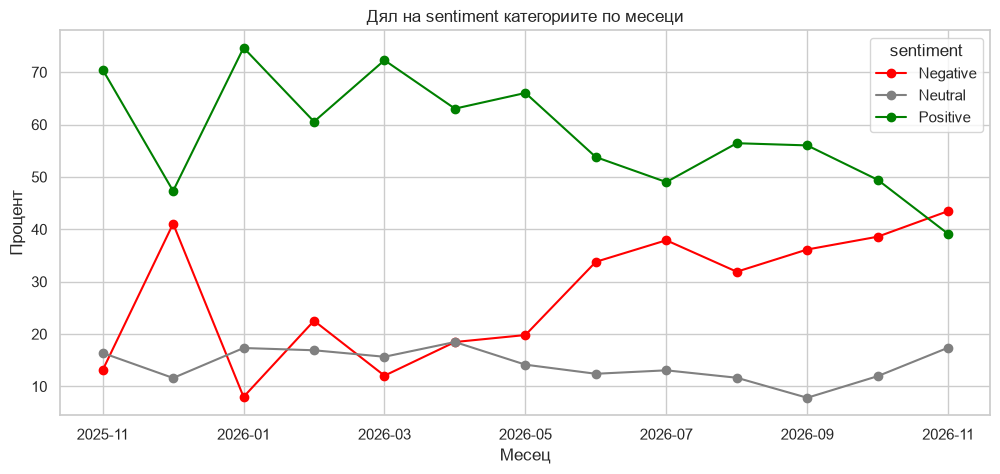 Дял на sentiment категориите по месеци
sentiment
Negative
Neutral
Positive
Процент
70
60
50
40
30
20
10
2025-11 2026-01 2026-03 2026-05 2026-07 2026-09 2026-11
Месец